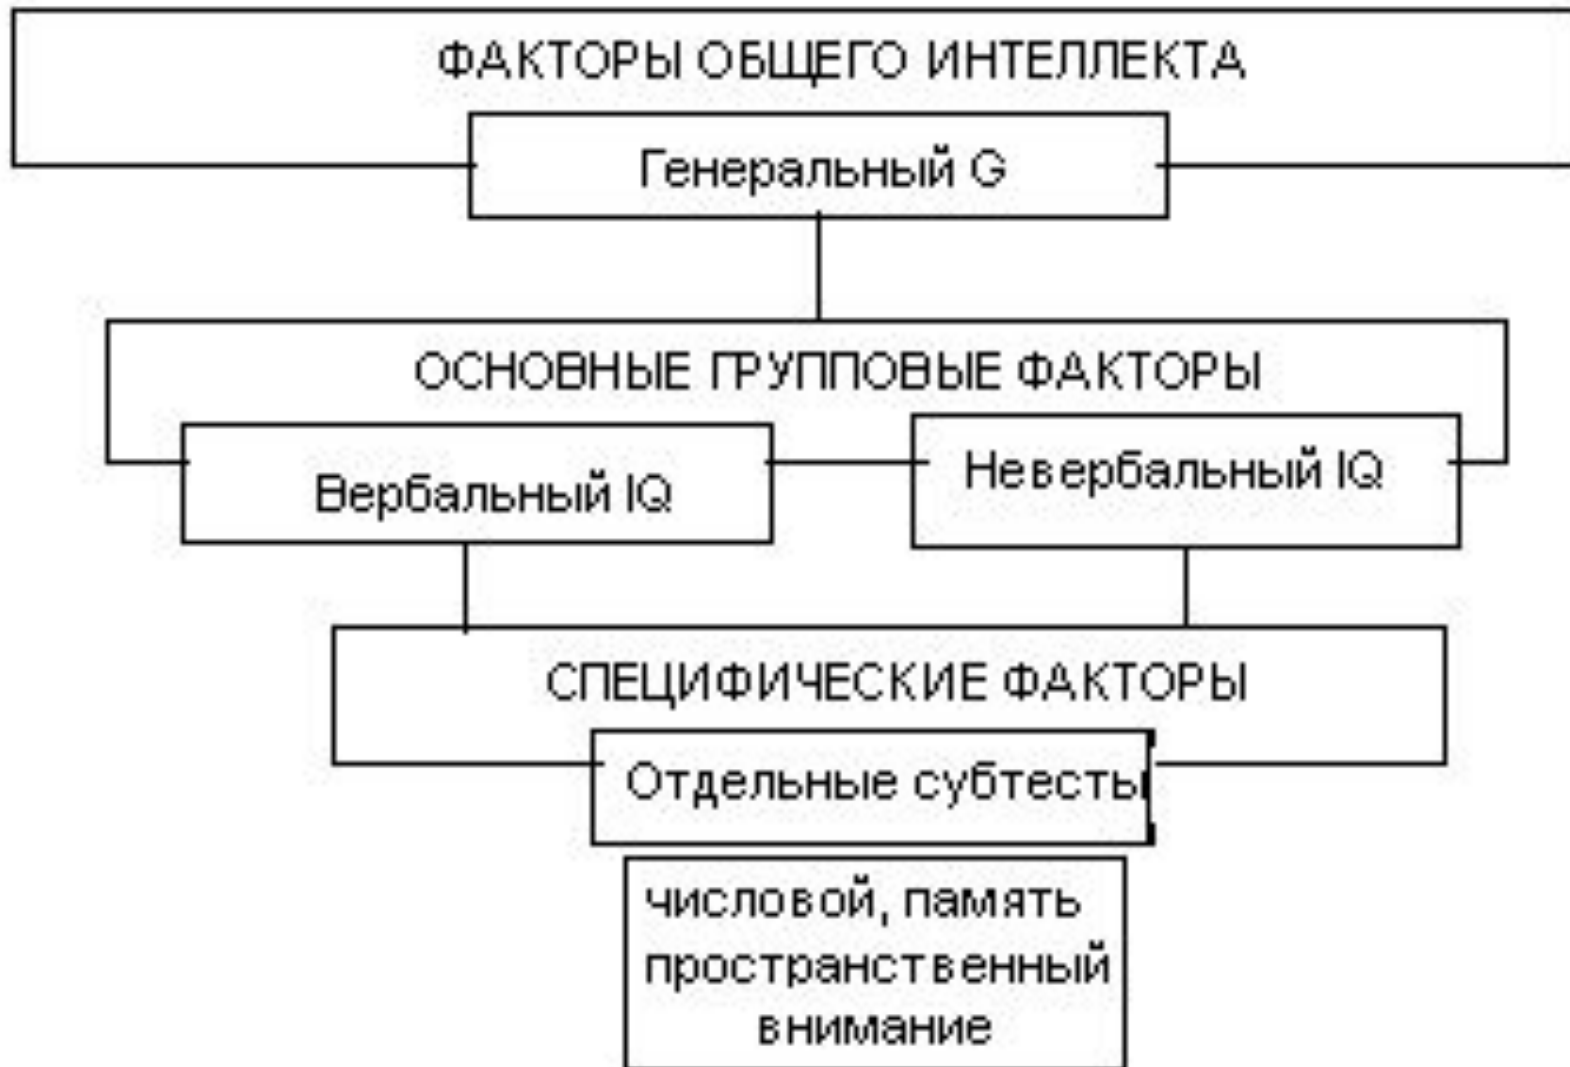 ФАКТОРЫ ОБЩЕГО ИНТЕЛЛЕКТА
Генеральный G
ОСНОВНЫЕ ГРУППОВЫЕ ФАКТОРЫ
Вербальный IQ
Невербальный IQ
СПЕЦИФИЧЕСКИЕ ФАКТОРЫ
Отдельные субтесты
числовой, память
пространственный
внимание